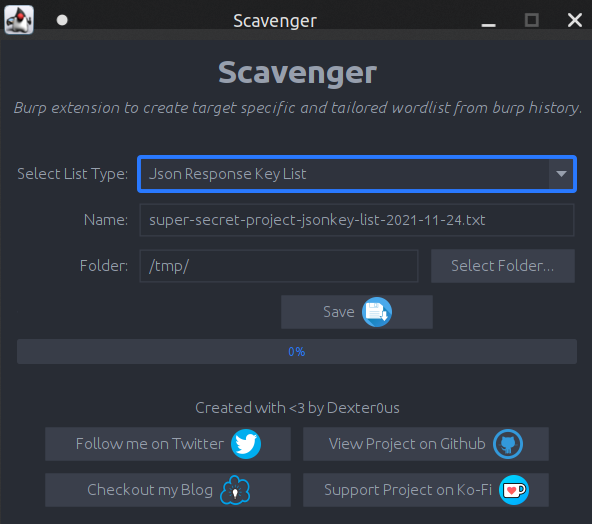 Scavenger
Scavenger
Burp extension to create target specific and tailored wordlist from burp history.
Select List Type: Json Response Key List
Name: super-secret-project-jsonkey-list-2021-11-24.txt
Folder: /tmp/ Select Folder...
Save
0%
Created with <3 by Dexter0us
Follow me on Twitter View Project on Github
Checkout my Blog Support Project on Ko-Fi